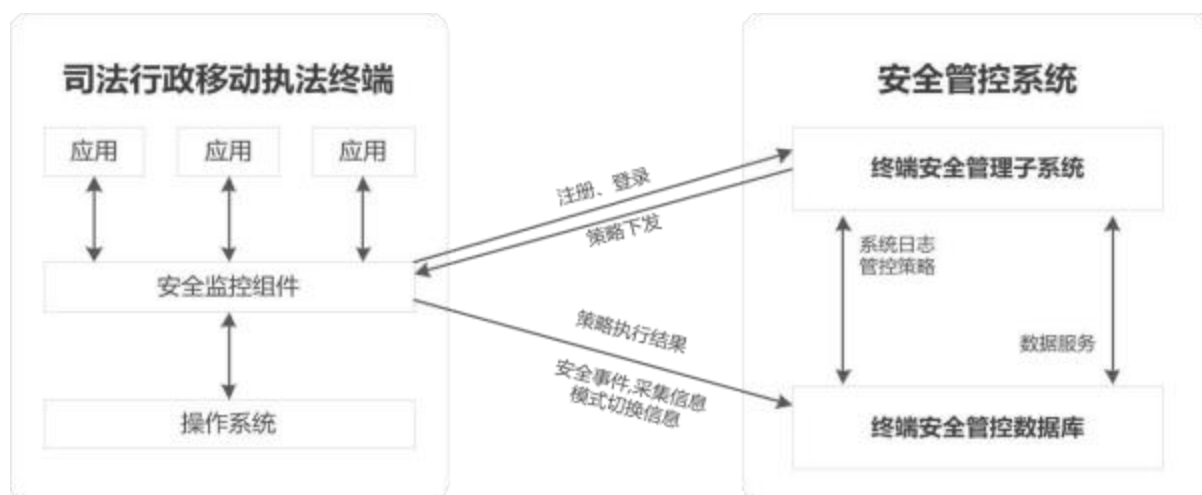 司法行政移动执法终端
应用
应用
应用
安全监控组件
操作系统
注册、登录
策略下发
策略执行结果
安全事件,采集信息
模式切换信息
安全管控系统
终端安全管理子系统
系统日志
管控策略
数据服务
终端安全管控数据库